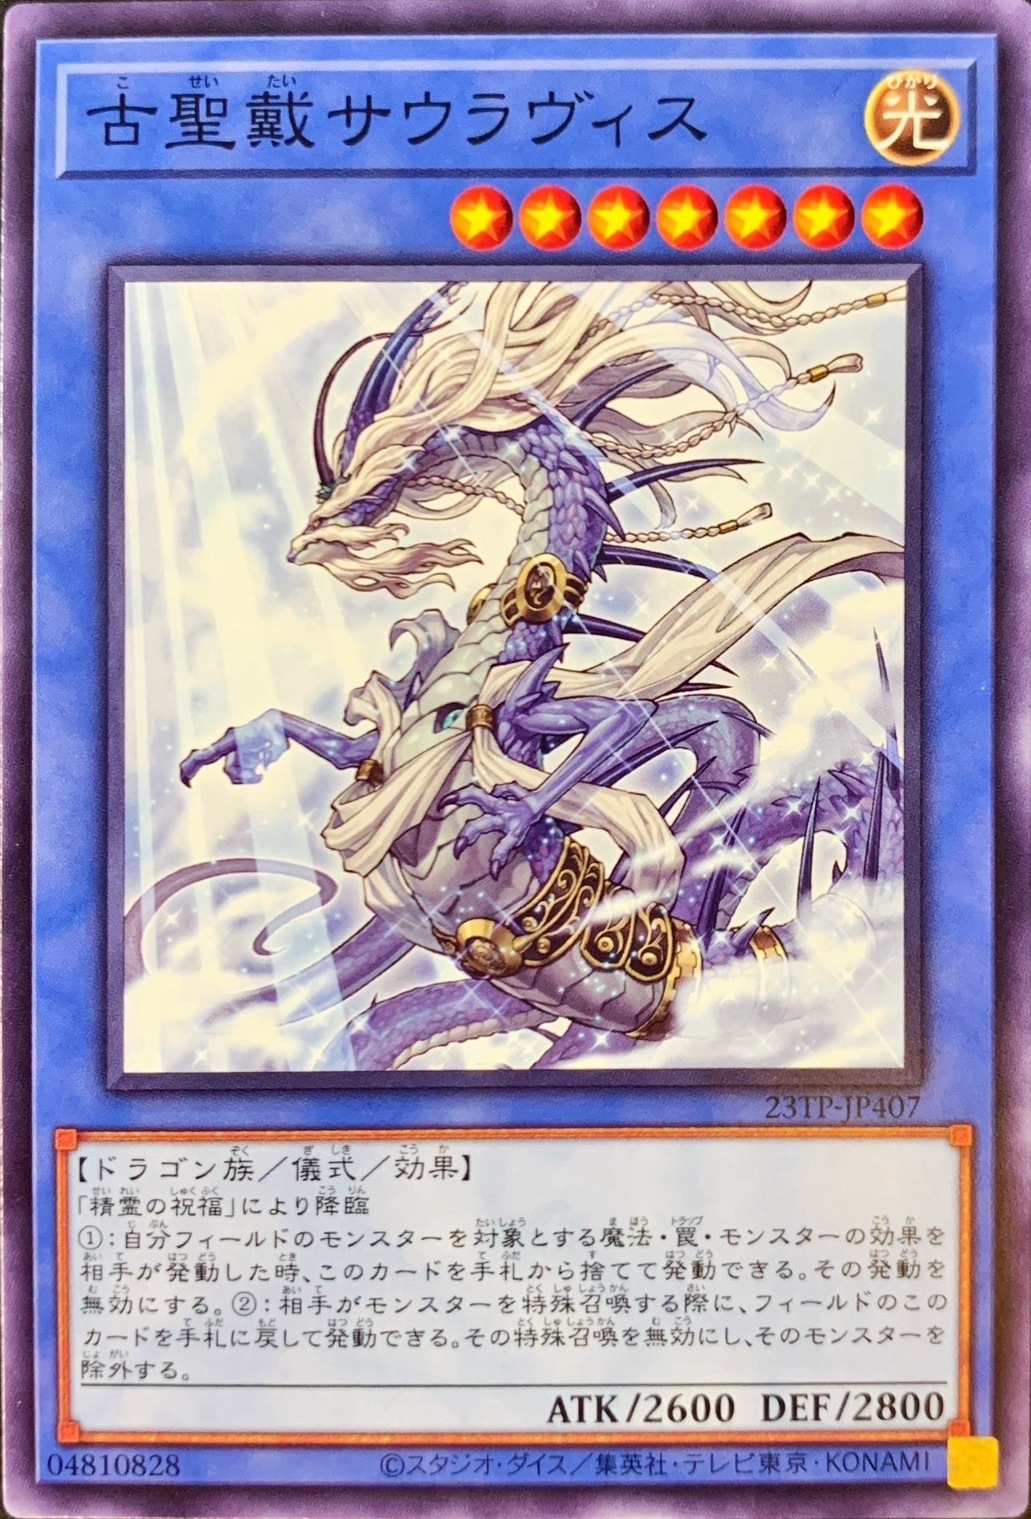 古聖戴サウラヴィス
光
23TP-JP407
【ドラゴン族／儀式／効果】
「精霊の祝福」により降臨
①：自分フィールドのモンスターを対象とする魔法・罠・モンスターの効果を
相手が発動した時、このカードを手札から捨てて発動できる。その発動を
無効にする。②：相手がモンスターを特殊召喚する際に、フィールドのこの
カードを手札に戻して発動できる。その特殊召喚を無効にし、そのモンスターを
除外する。
ATK/2600 DEF/2800
04810828 ©スタジオ・ダイス／集英社・テレビ東京・KONAMI